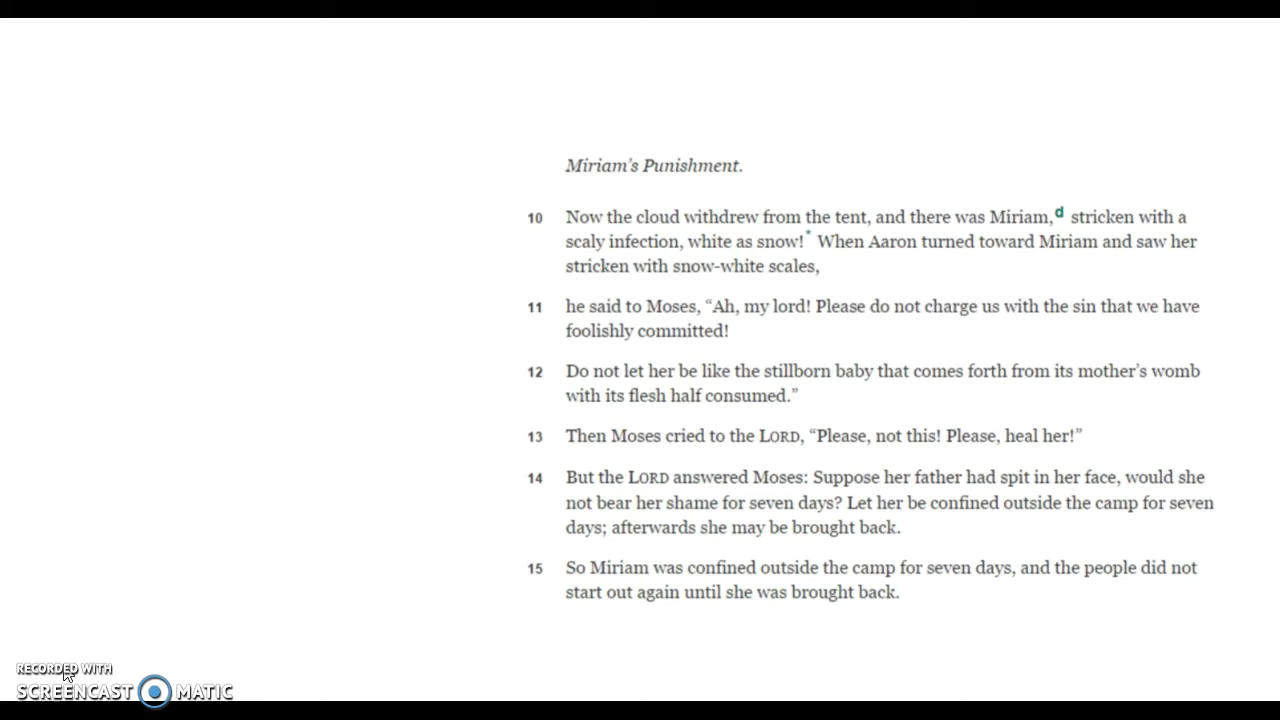 Miriam’s Punishment.
10 Now the cloud withdrew from the tent, and there was Miriam,d stricken with a
scaly infection, white as snow!* When Aaron turned toward Miriam and saw her
stricken with snow-white scales,
11 he said to Moses, “Ah, my lord! Please do not charge us with the sin that we have
foolishly committed!
12 Do not let her be like the stillborn baby that comes forth from its mother’s womb
with its flesh half consumed.”
13 Then Moses cried to the LORD, “Please, not this! Please, heal her!”
14 But the LORD answered Moses: Suppose her father had spit in her face, would she
not bear her shame for seven days? Let her be confined outside the camp for seven
days; afterwards she may be brought back.
15 So Miriam was confined outside the camp for seven days, and the people did not
start out again until she was brought back.
RECORDED WITH
SCREENCAST MATIC